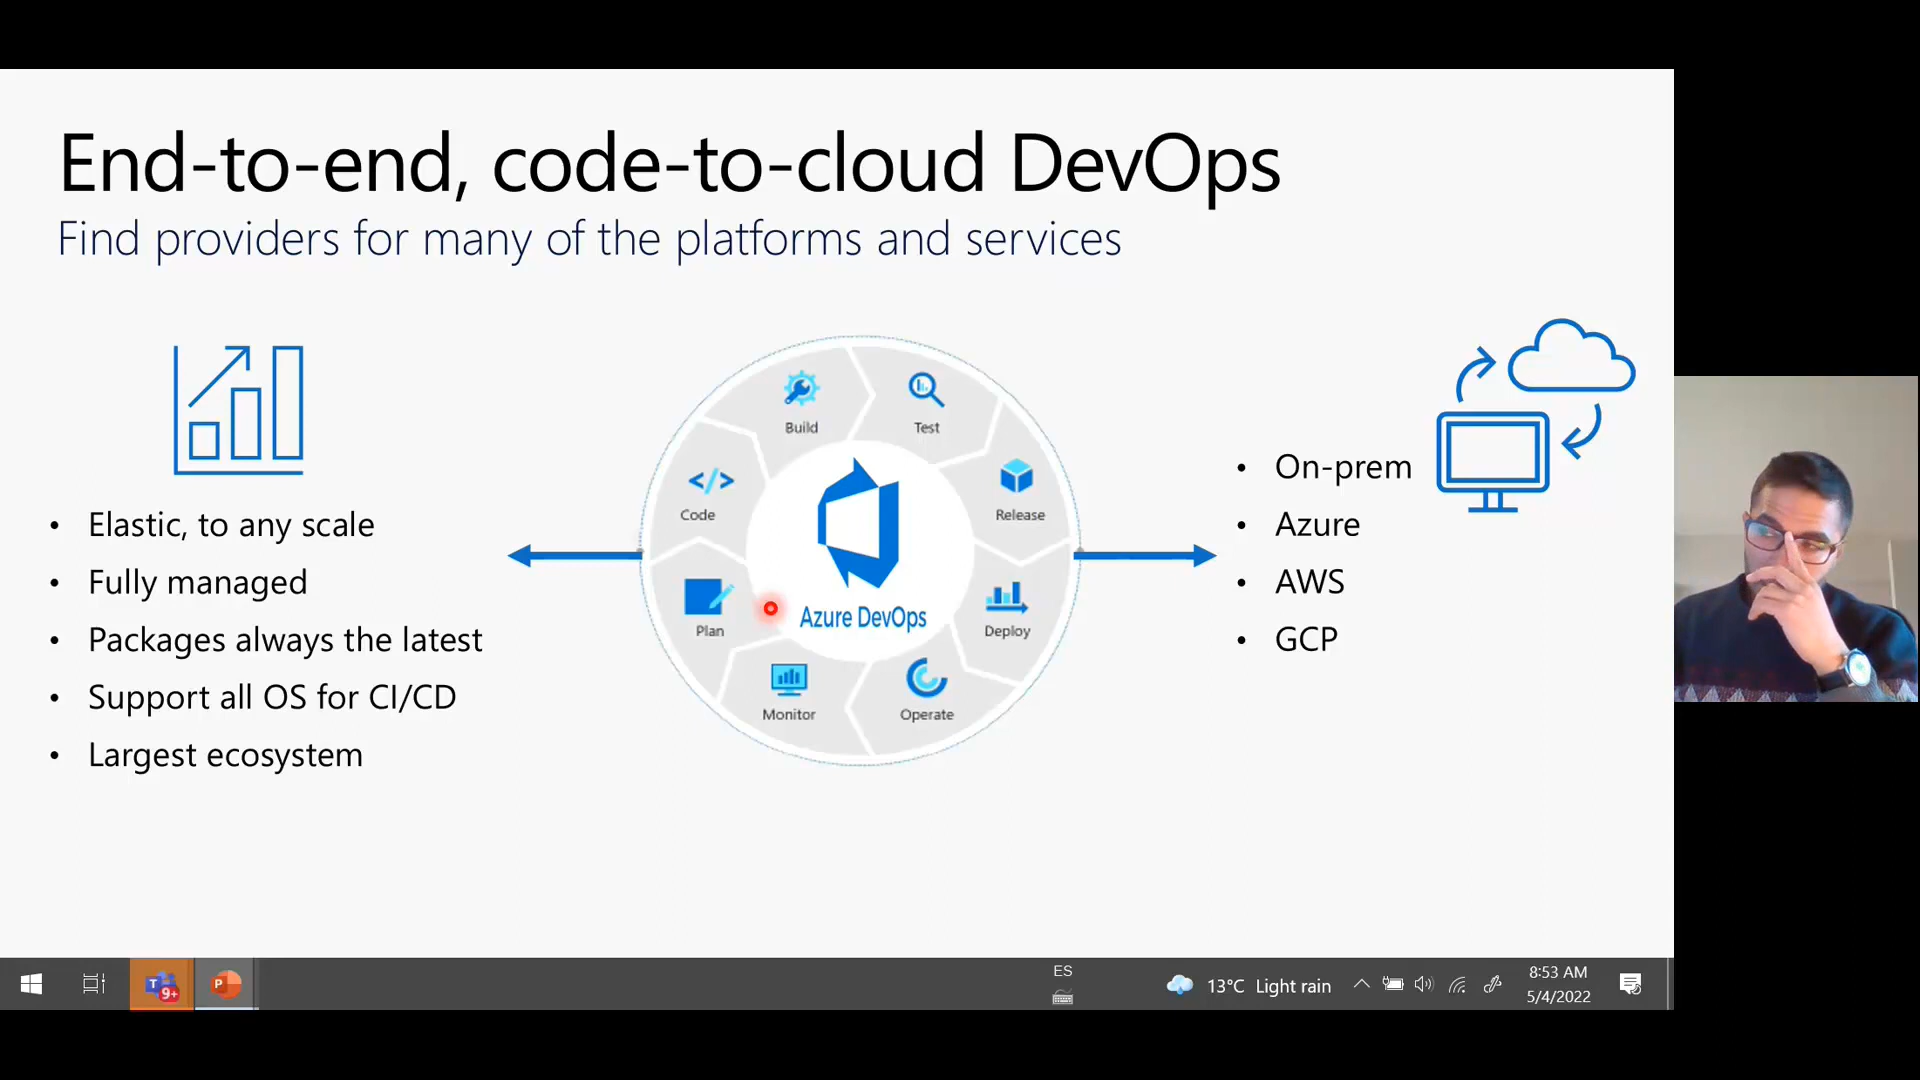 End-to-end, code-to-cloud DevOps
Find providers for many of the platforms and services
• Elastic, to any scale
• Fully managed
• Packages always the latest
• Support all OS for CI/CD
• Largest ecosystem
Build
Test
Code
Release
Plan
Azure DevOps
Deploy
Monitor
Operate
• On-prem
• Azure
• AWS
• GCP
T
9+
P
ES
13°C Light rain
8:53 AM
5/4/2022